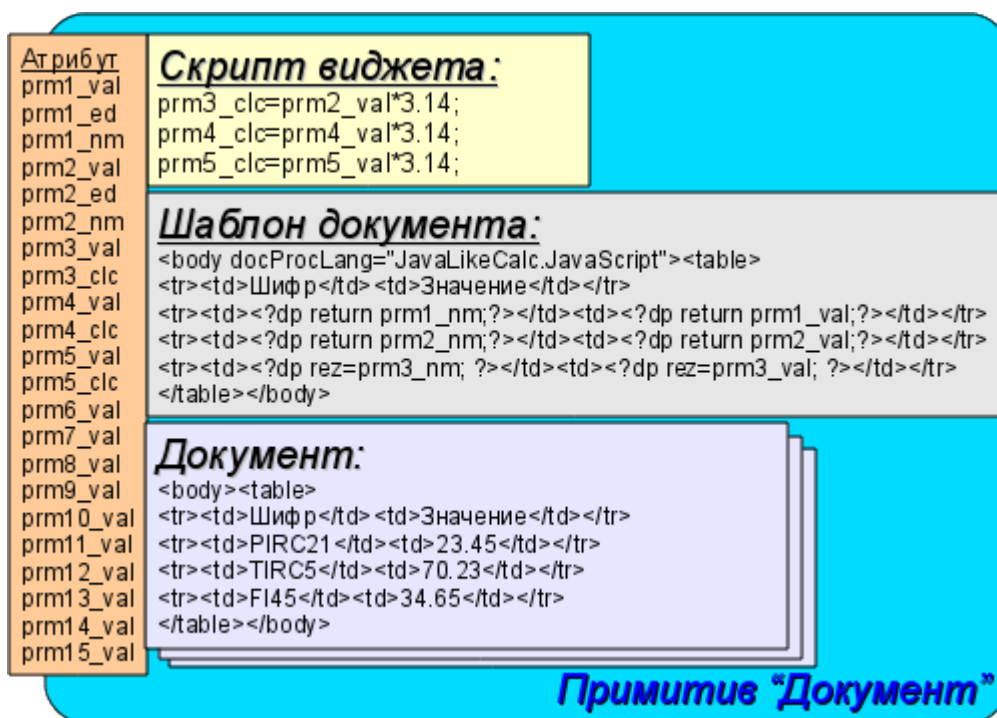 Атрибут
prm1_val
prm1_ed
prm1_nm
prm2_val
prm2_ed
prm2_nm
prm3_val
prm3_clc
prm4_val
prm4_clc
prm5_val
prm5_clc
prm6_val
prm7_val
prm8_val
prm9_val
prm10_val
prm11_val
prm12_val
prm13_val
prm14_val
prm15_val
Скрипт виджета:
prm3_clc=prm2_val*3.14;
prm4_clc=prm4_val*3.14;
prm5_clc=prm5_val*3.14;
Шаблон документа:
<body docProcLang="JavaLikeCalc.JavaScript"><table>
<tr><td>Шифр</td><td>Значение</td></tr>
<tr><td><?dp return prm1_nm;?></td><td><?dp return prm1_val;?></td></tr>
<tr><td><?dp return prm2_nm;?></td><td><?dp return prm2_val;?></td></tr>
<tr><td><?dp rez=prm3_nm; ?></td><td><?dp rez=prm3_val; ?></td></tr>
</table></body>
Документ:
<body><table>
<tr><td>Шифр</td><td>Значение</td></tr>
<tr><td>PIRC21</td><td>23.45</td></tr>
<tr><td>TIRC5</td><td>70.23</td></tr>
<tr><td>FI45</td><td>34.65</td></tr>
</table></body>
Примитив “Документ”